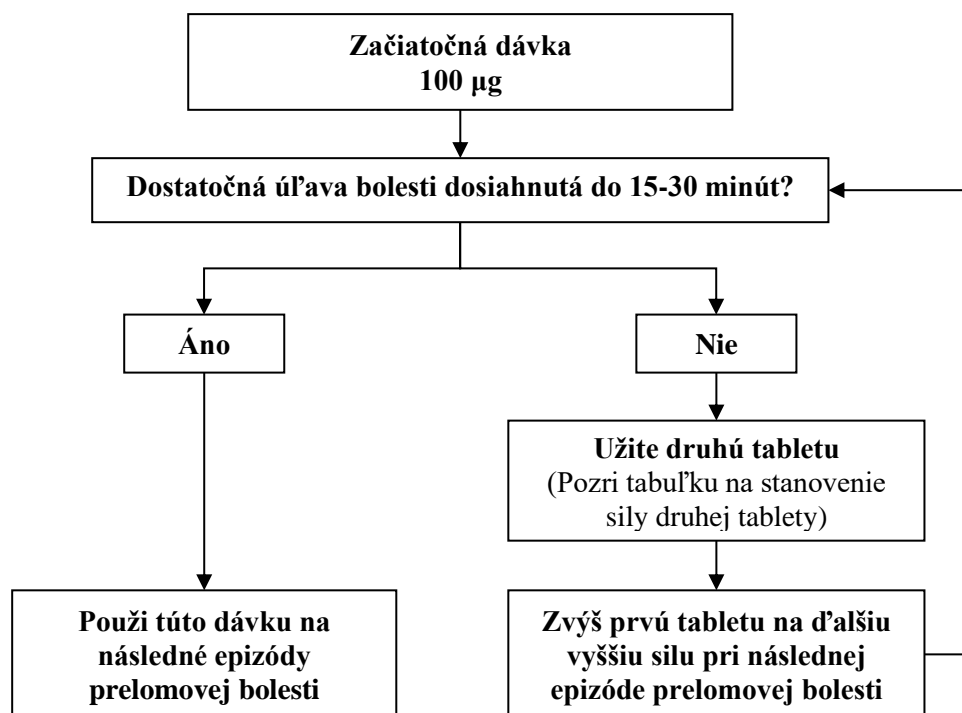 Začiatočná dávka
100 µg
Dostatočná úľava bolesti dosiahnutá do 15-30 minút?
Áno
Nie
Užite druhú tabletu
(Pozri tabuľku na stanovenie
sily druhej tablety)
Použi túto dávku na
následné epizódy
prelomovej bolesti
Zvýš prvú tabletu na ďalšiu
vyššiu silu pri následnej
epizóde prelomovej bolesti